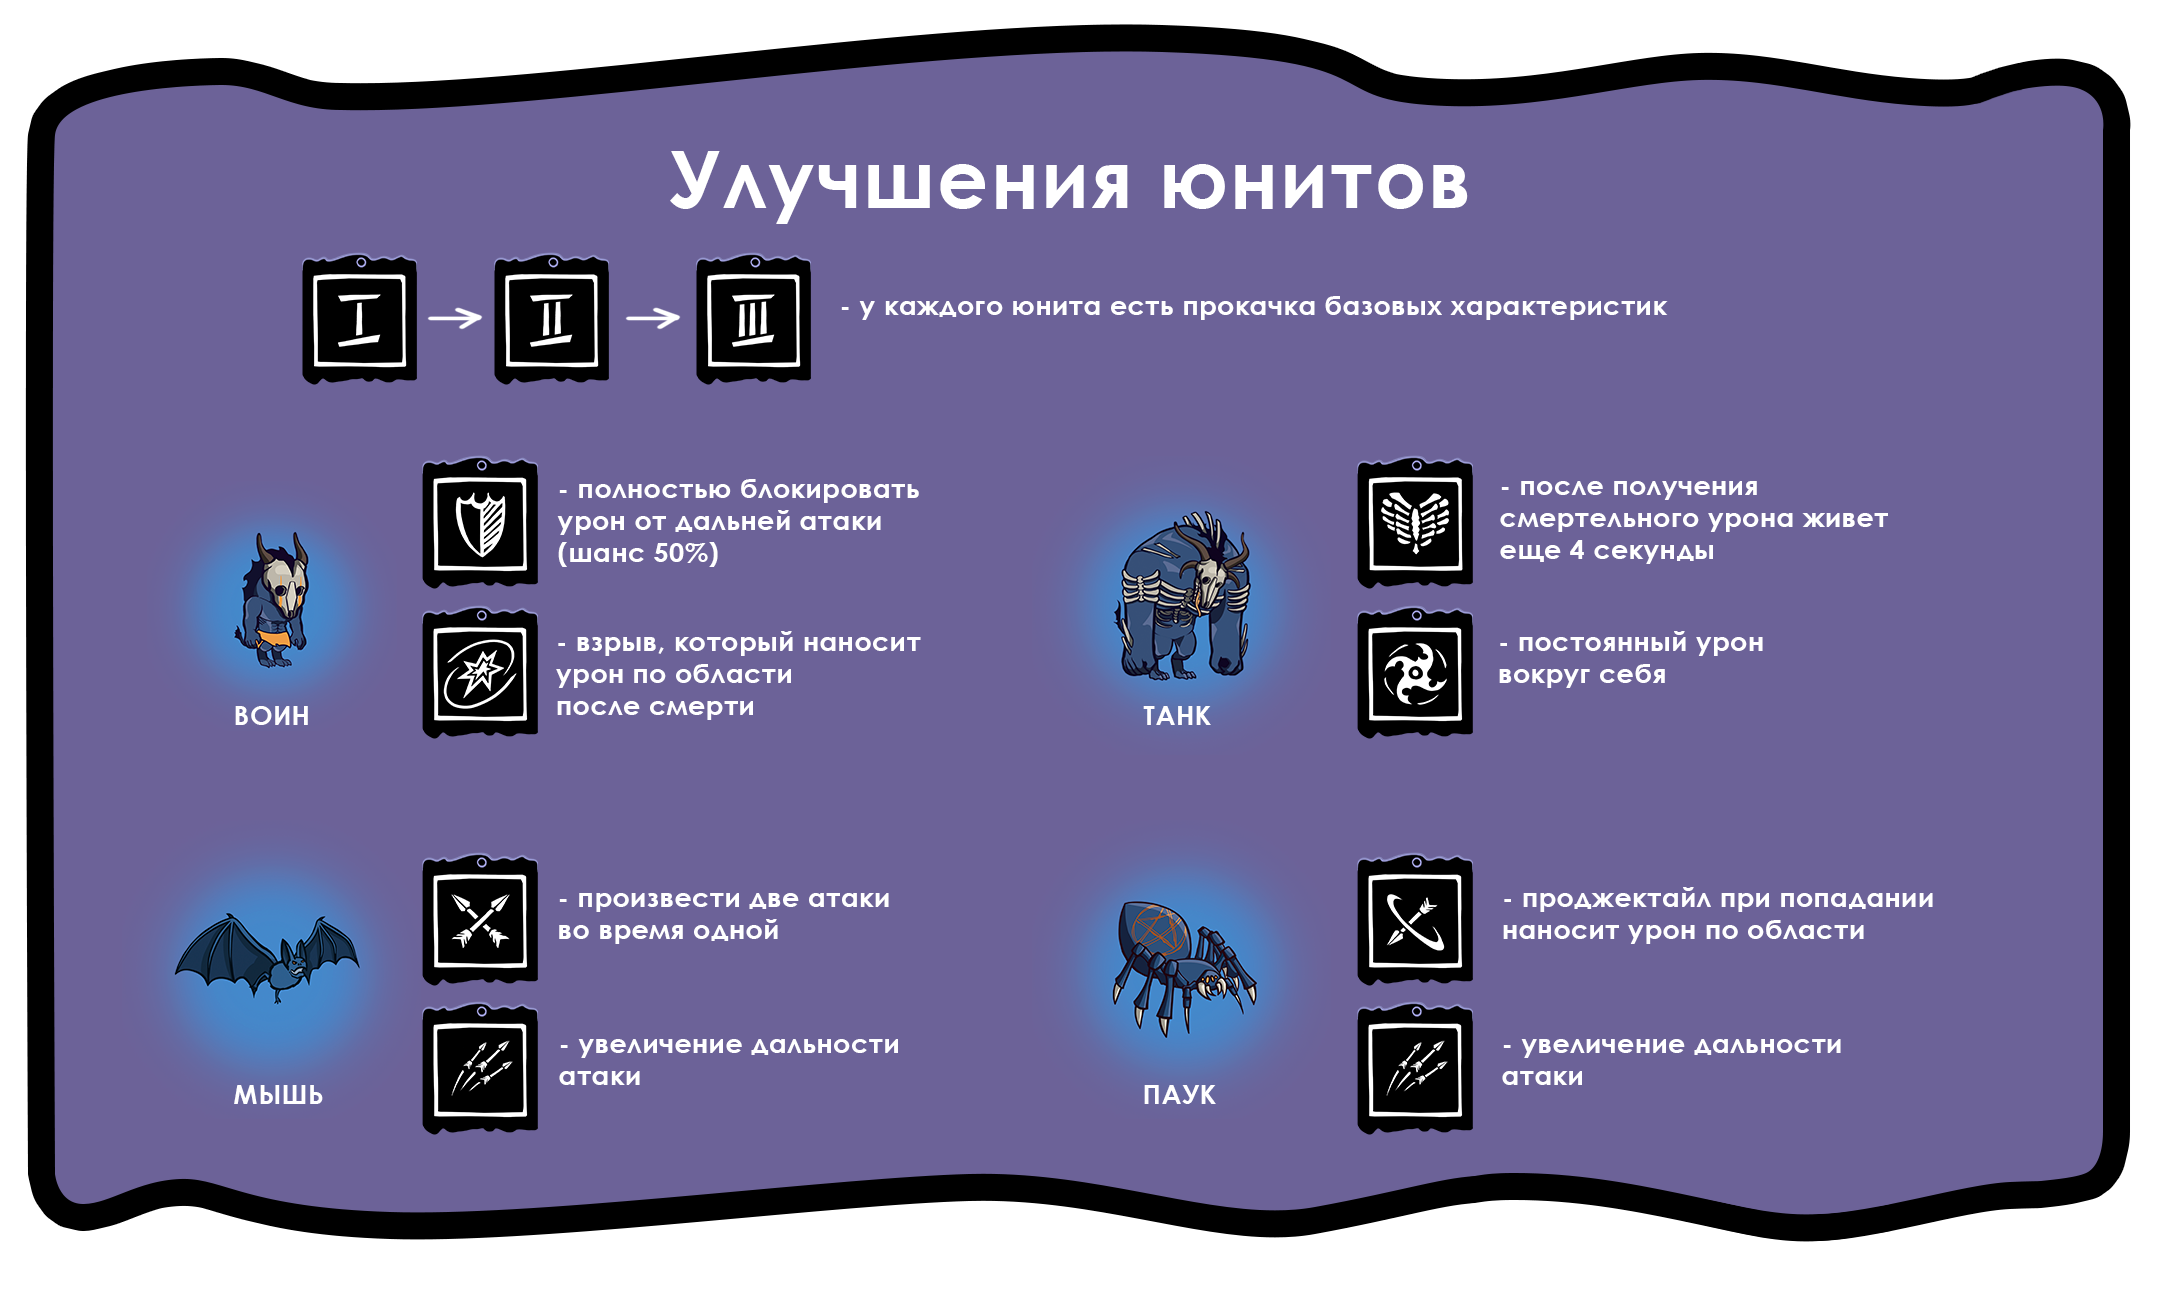 Улучшения юнитов
I
II
III
- у каждого юнита есть прокачка базовых характеристик
- полностью блокировать
урон от дальней атаки
(шанс 50%)
- взрыв, который наносит
урон по области
после смерти
ВОИН
- после получения
смертельного урона живет
еще 4 секунды
- постоянный урон
вокруг себя
ТАНК
- произвести две атаки
во время одной
- увеличение дальности
атаки
МЫШЬ
- проджектайл при попадании
наносит урон по области
- увеличение дальности
атаки
ПАУК